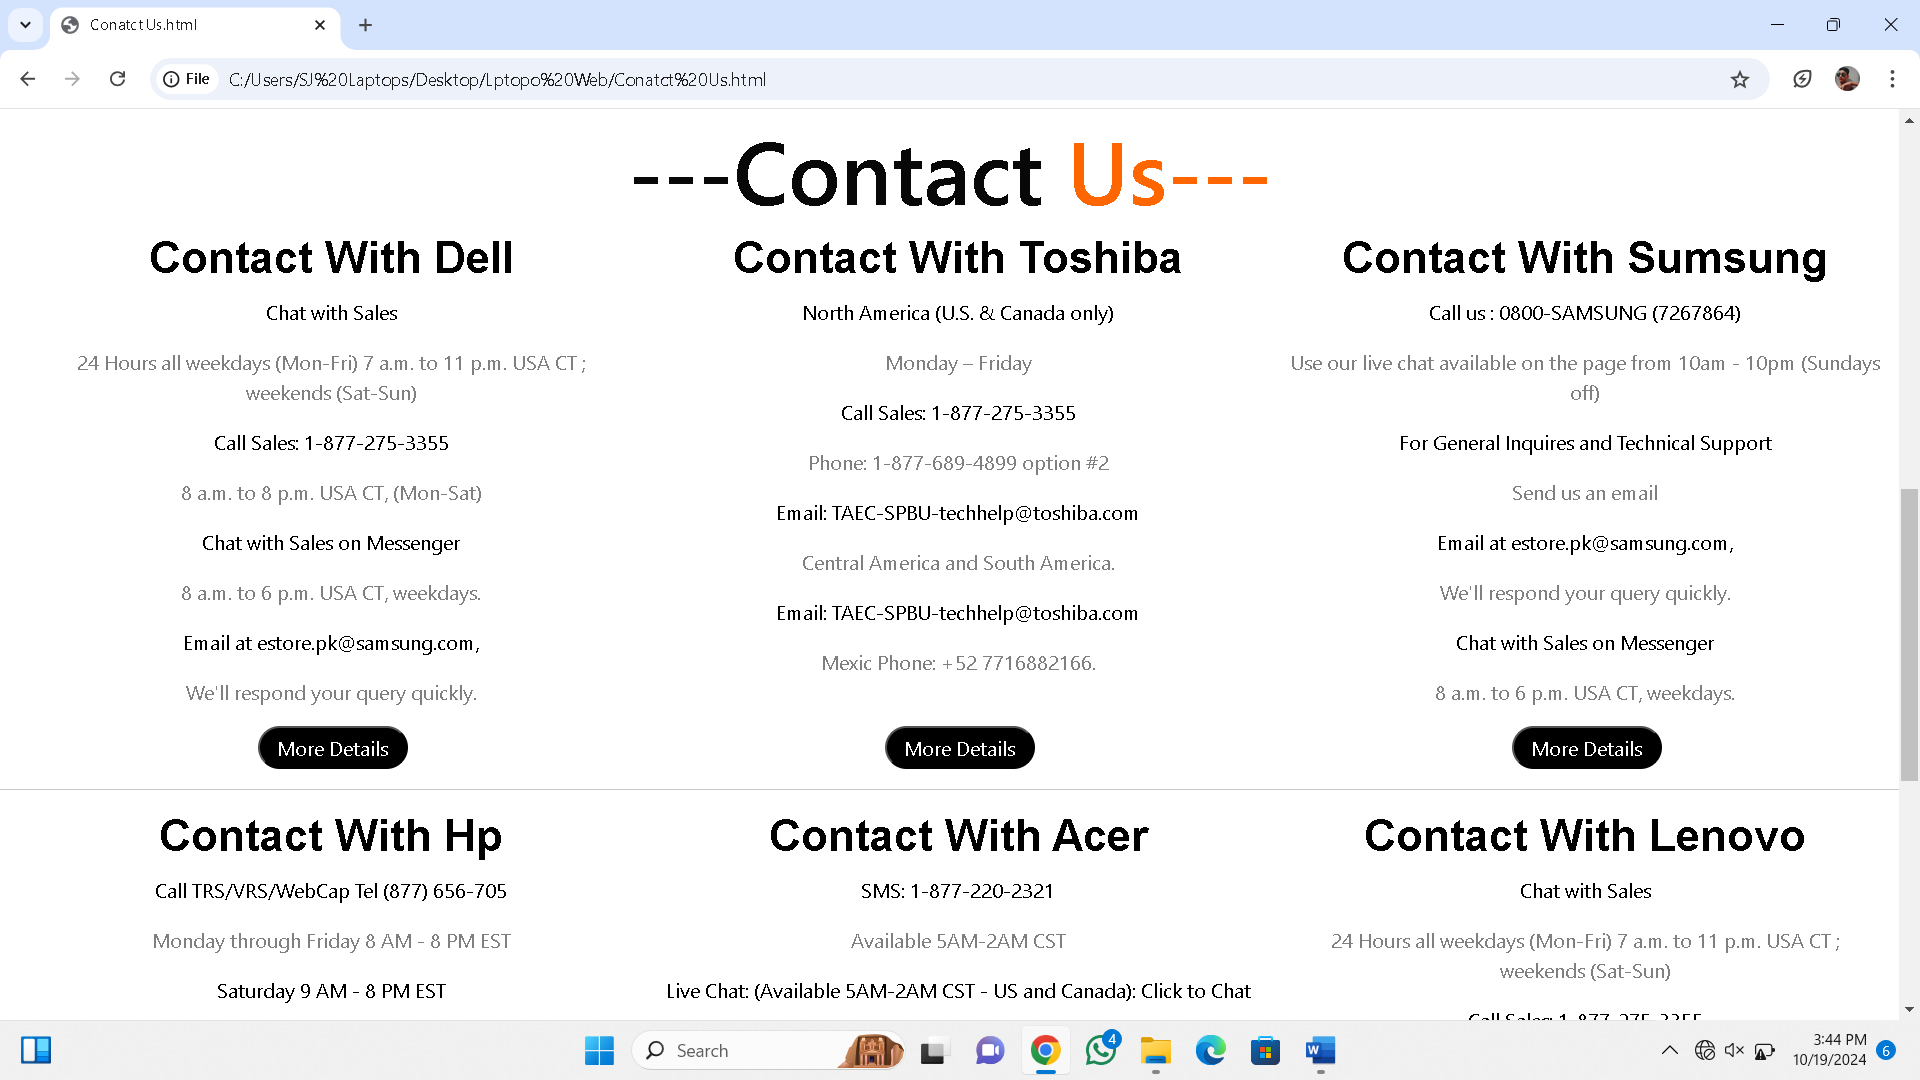 Conatct Us.html
File
C:/Users/SJ%20Laptops/Desktop/Lptopo%20Web/Conatct%20Us.html
---Contact Us---
Contact With Dell
Chat with Sales
24 Hours all weekdays (Mon-Fri) 7 a.m. to 11 p.m. USA CT ;
weekends (Sat-Sun)
Call Sales: 1-877-275-3355
8 a.m. to 8 p.m. USA CT, (Mon-Sat)
Chat with Sales on Messenger
8 a.m. to 6 p.m. USA CT, weekdays.
Email at estore.pk@samsung.com,
We'll respond your query quickly.
More Details
Contact With Toshiba
North America (U.S. & Canada only)
Monday – Friday
Call Sales: 1-877-275-3355
Phone: 1-877-689-4899 option #2
Email: TAEC-SPBU-techhelp@toshiba.com
Central America and South America.
Email: TAEC-SPBU-techhelp@toshiba.com
Mexic Phone: +52 7716882166.
More Details
Contact With Sumsung
Call us : 0800-SAMSUNG (7267864)
Use our live chat available on the page from 10am - 10pm (Sundays
off)
For General Inquires and Technical Support
Send us an email
Email at estore.pk@samsung.com,
We'll respond your query quickly.
Chat with Sales on Messenger
8 a.m. to 6 p.m. USA CT, weekdays.
More Details
Contact With Hp
Call TRS/VRS/WebCap Tel (877) 656-705
Monday through Friday 8 AM - 8 PM EST
Saturday 9 AM - 8 PM EST
Contact With Acer
SMS: 1-877-220-2321
Available 5AM-2AM CST
Live Chat: (Available 5AM-2AM CST - US and Canada): Click to Chat
Contact With Lenovo
Chat with Sales
24 Hours all weekdays (Mon-Fri) 7 a.m. to 11 p.m. USA CT ;
weekends (Sat-Sun)
Call Sales: 1-877-275-3355
Search
4
W
3:44 PM
10/19/2024
6